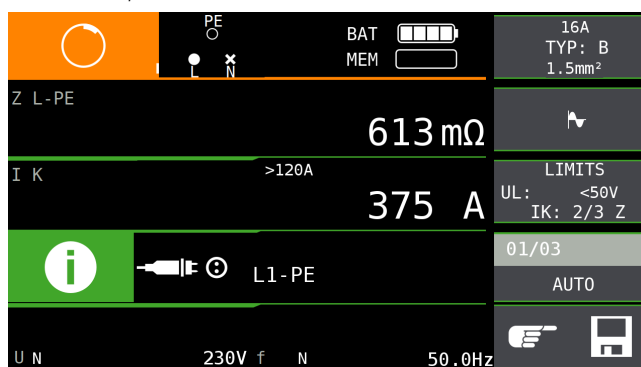 PE
BAT
MEM
L N
16A
TYP: B
1.5mm²
Z L-PE
613 mΩ
I K
>120A
375 A
LIMITS
UL: <50V
IK: 2/3 Z
L1-PE
01/03
AUTO
U N 230V f N 50.0Hz